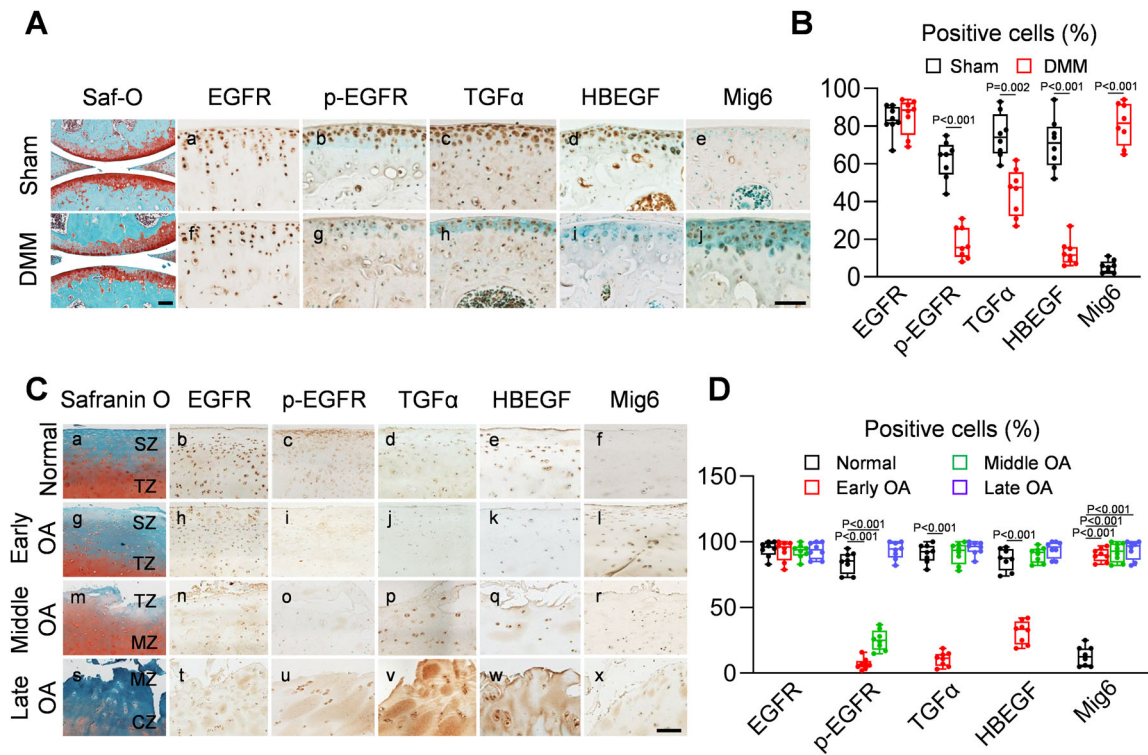 A
Saf-O EGFR p-EGFR TGFα HBEGF Mig6
Sham
a b c d e
DMM
f g h i j
B
Positive cells (%)
Sham DMM
P<0.001 P=0.002 P<0.001 P<0.001
100
80
60
40
20
0
EGFR p-EGFR TGFα HBEGF Mig6
C
Safranin O EGFR p-EGFR TGFα HBEGF Mig6
Normal
a SZ TZ b c d e f
Early OA
g SZ TZ h i j k l
Middle OA
m TZ MZ n o p q r
Late OA
s MZ CZ t u v w x
D
Positive cells (%)
Normal Middle OA
Early OA Late OA
150
100
50
0
P<0.001
P<0.001
P<0.001
P<0.001
P<0.001
P<0.001
P<0.001
EGFR p-EGFR TGFα HBEGF Mig6